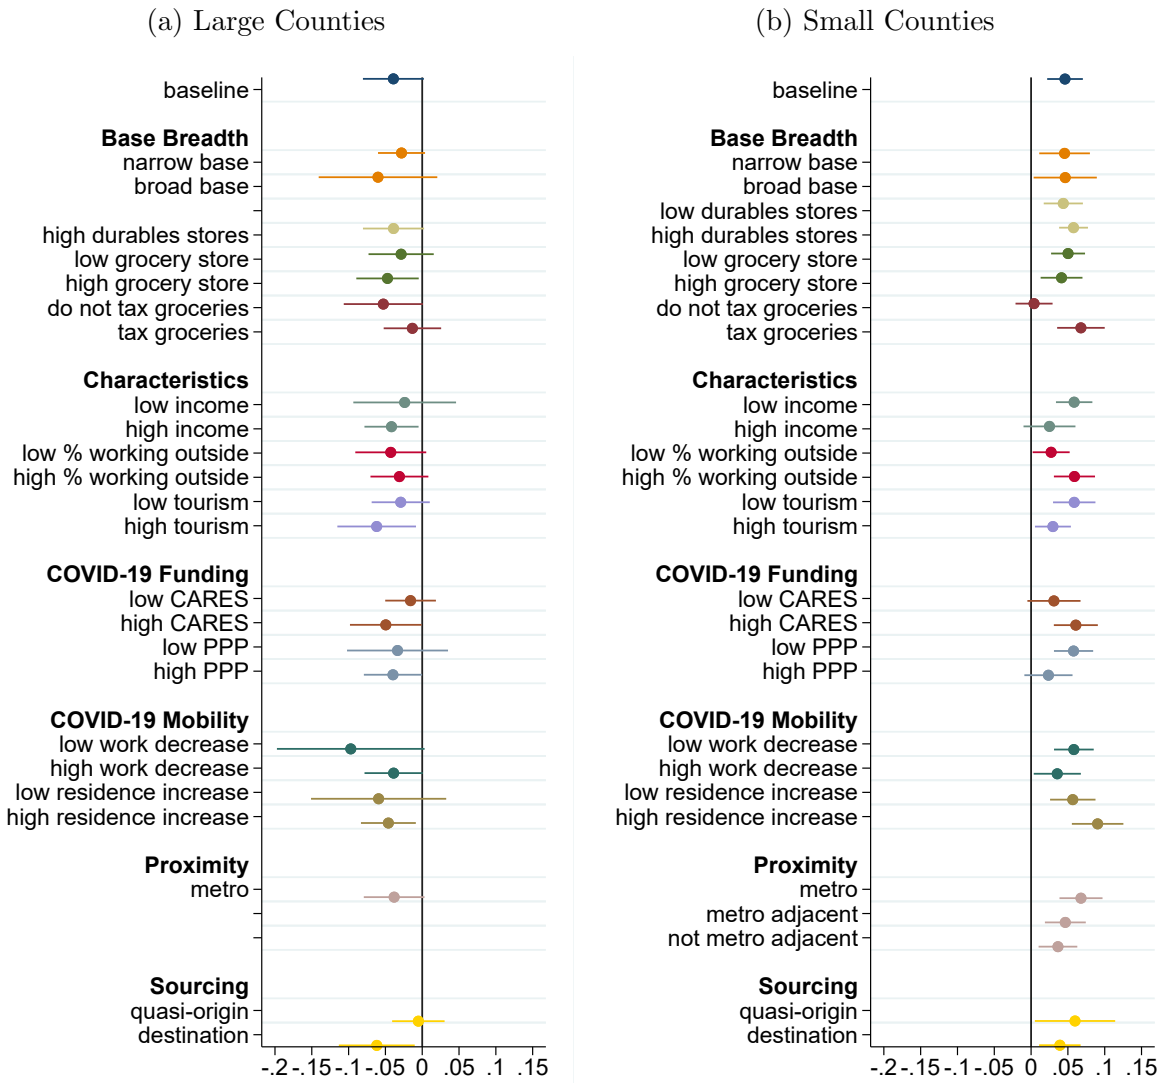 (a) Large Counties
baseline
Base Breadth
narrow base
broad base
high durables stores
low grocery store
high grocery store
do not tax groceries
tax groceries
Characteristics
low income
high income
low % working outside
high % working outside
low tourism
high tourism
COVID-19 Funding
low CARES
high CARES
low PPP
high PPP
COVID-19 Mobility
low work decrease
high work decrease
low residence increase
high residence increase
Proximity
metro
Sourcing
quasi-origin
destination
-.2 -.15 -.1 -.05 0 .05 .1 .15
(b) Small Counties
baseline
Base Breadth
narrow base
broad base
low durables stores
high durables stores
low grocery store
high grocery store
do not tax groceries
tax groceries
Characteristics
low income
high income
low % working outside
high % working outside
low tourism
high tourism
COVID-19 Funding
low CARES
high CARES
low PPP
high PPP
COVID-19 Mobility
low work decrease
high work decrease
low residence increase
high residence increase
Proximity
metro
metro adjacent
not metro adjacent
Sourcing
quasi-origin
destination
-.2 -.15 -.1 -.05 0 .05 .1 .15